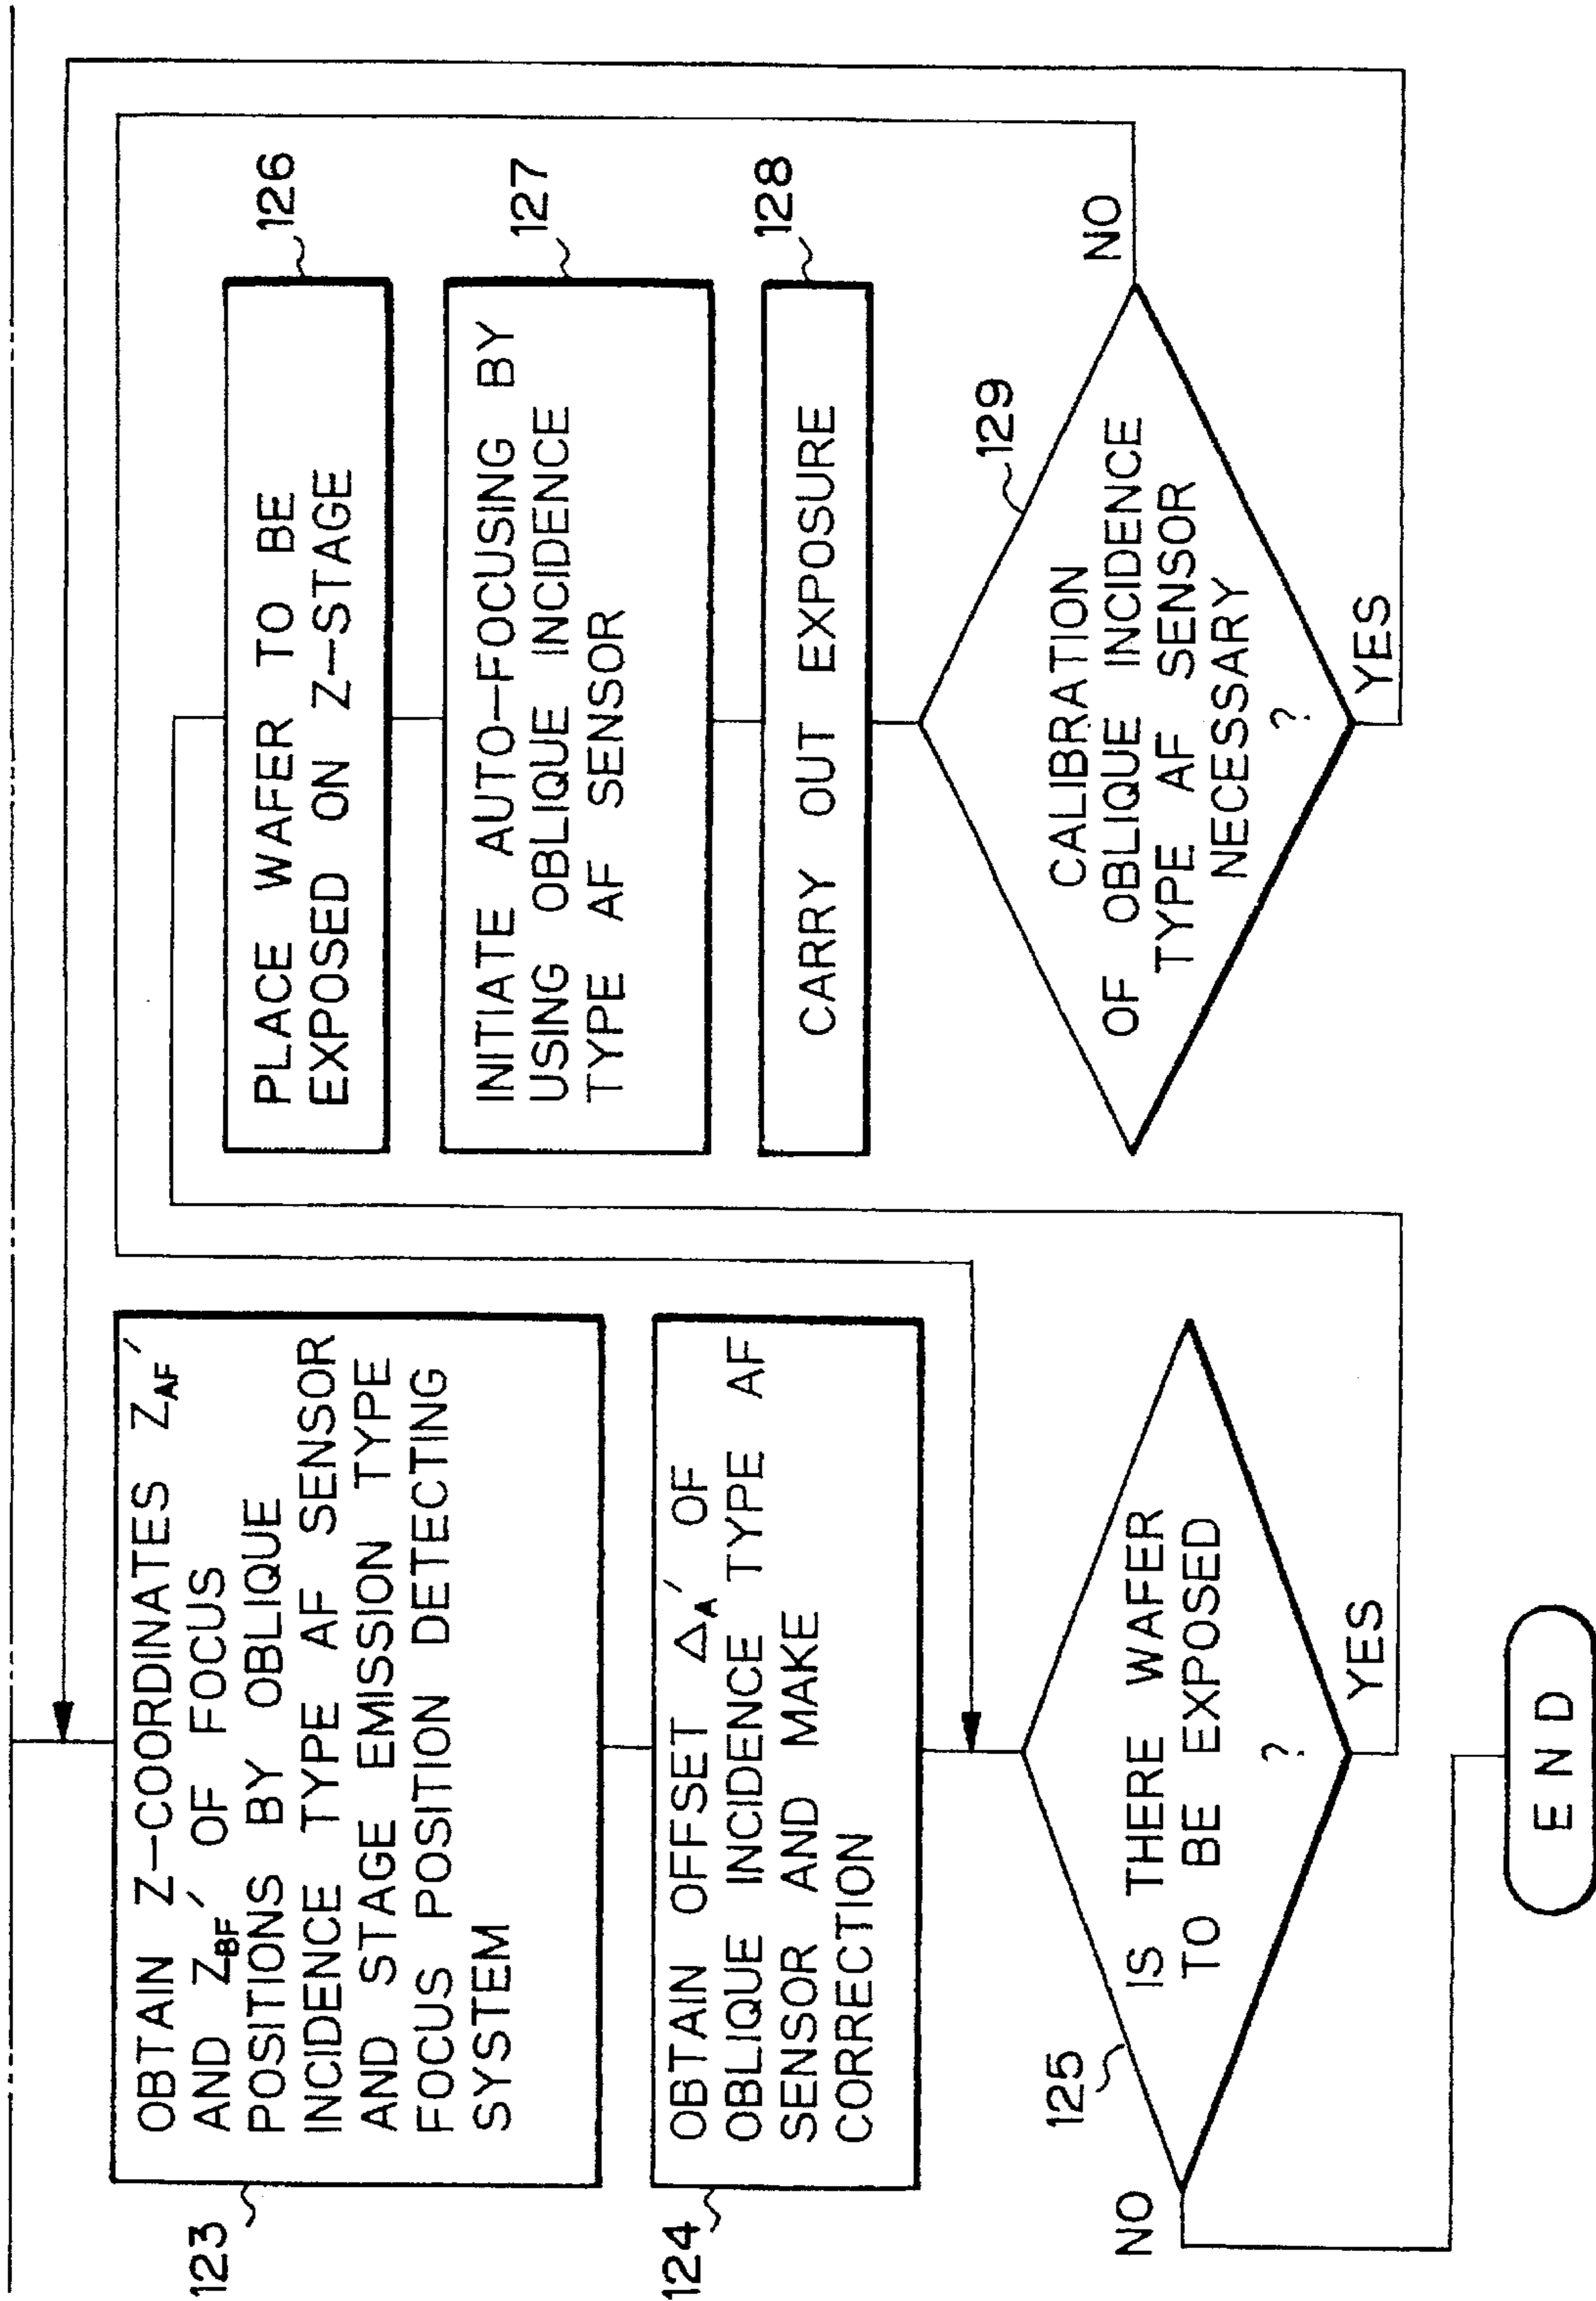 123
OBTAIN Z-COORDINATES Z_AF'
AND Z_BF' OF FOCUS
POSITIONS BY OBLIQUE
INCIDENCE TYPE AF SENSOR
AND STAGE EMISSION TYPE
FOCUS POSITION DETECTING
SYSTEM
124
OBTAIN OFFSET Δ_A' OF
OBLIQUE INCIDENCE TYPE AF
SENSOR AND MAKE
CORRECTION
125
IS THERE WAFER
TO BE EXPOSED
?
NO
YES
END
126
PLACE WAFER TO BE
EXPOSED ON Z-STAGE
127
INITIATE AUTO-FOCUSING BY
USING OBLIQUE INCIDENCE
TYPE AF SENSOR
128
CARRY OUT EXPOSURE
129
CALIBRATION
OF OBLIQUE INCIDENCE
TYPE AF SENSOR
NECESSARY
?
NO
YES